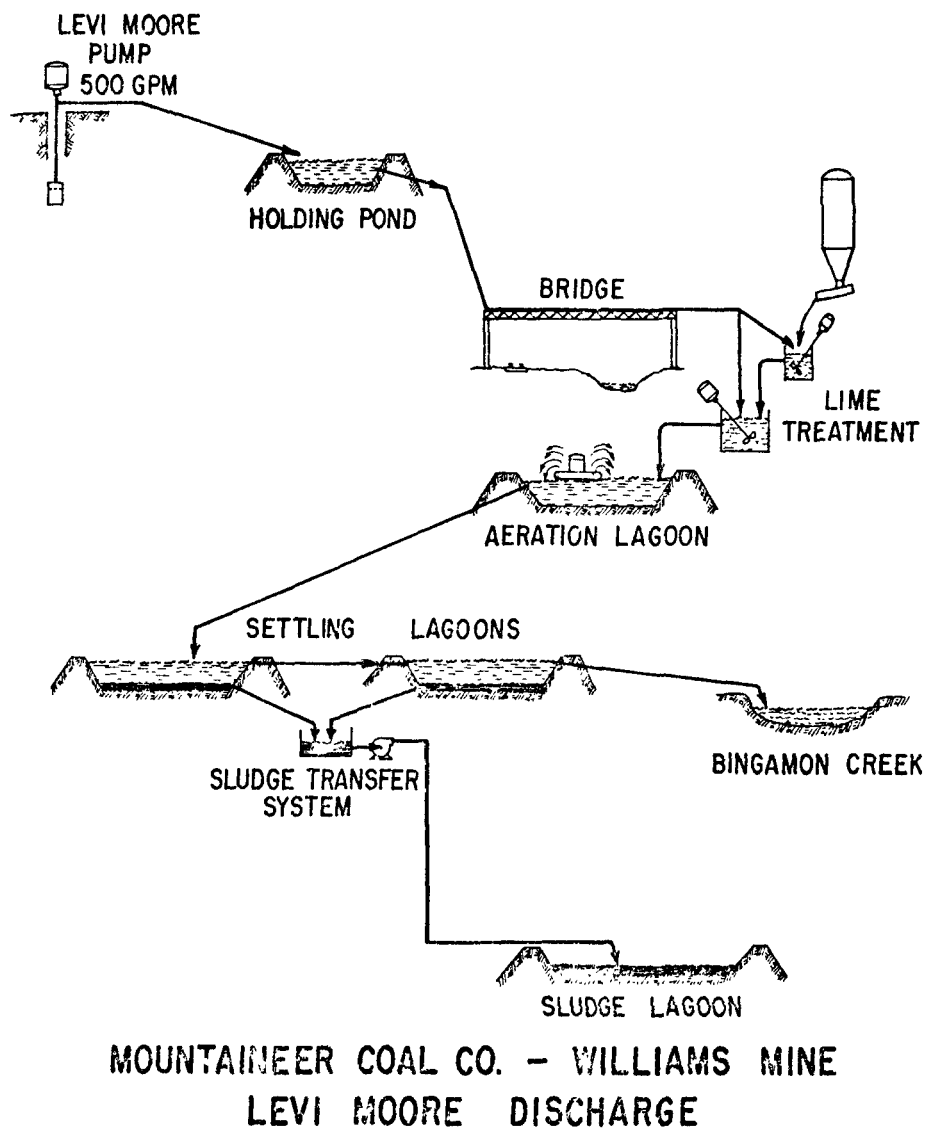 LEVI MOORE
PUMP
500 GPM
HOLDING POND
BRIDGE
LIME
TREATMENT
AERATION LAGOON
SETTLING LAGOONS
BINGAMON CREEK
SLUDGE TRANSFER
SYSTEM
SLUDGE LAGOON
MOUNTAINEER COAL CO. - WILLIAMS MINE
LEVI MOORE DISCHARGE